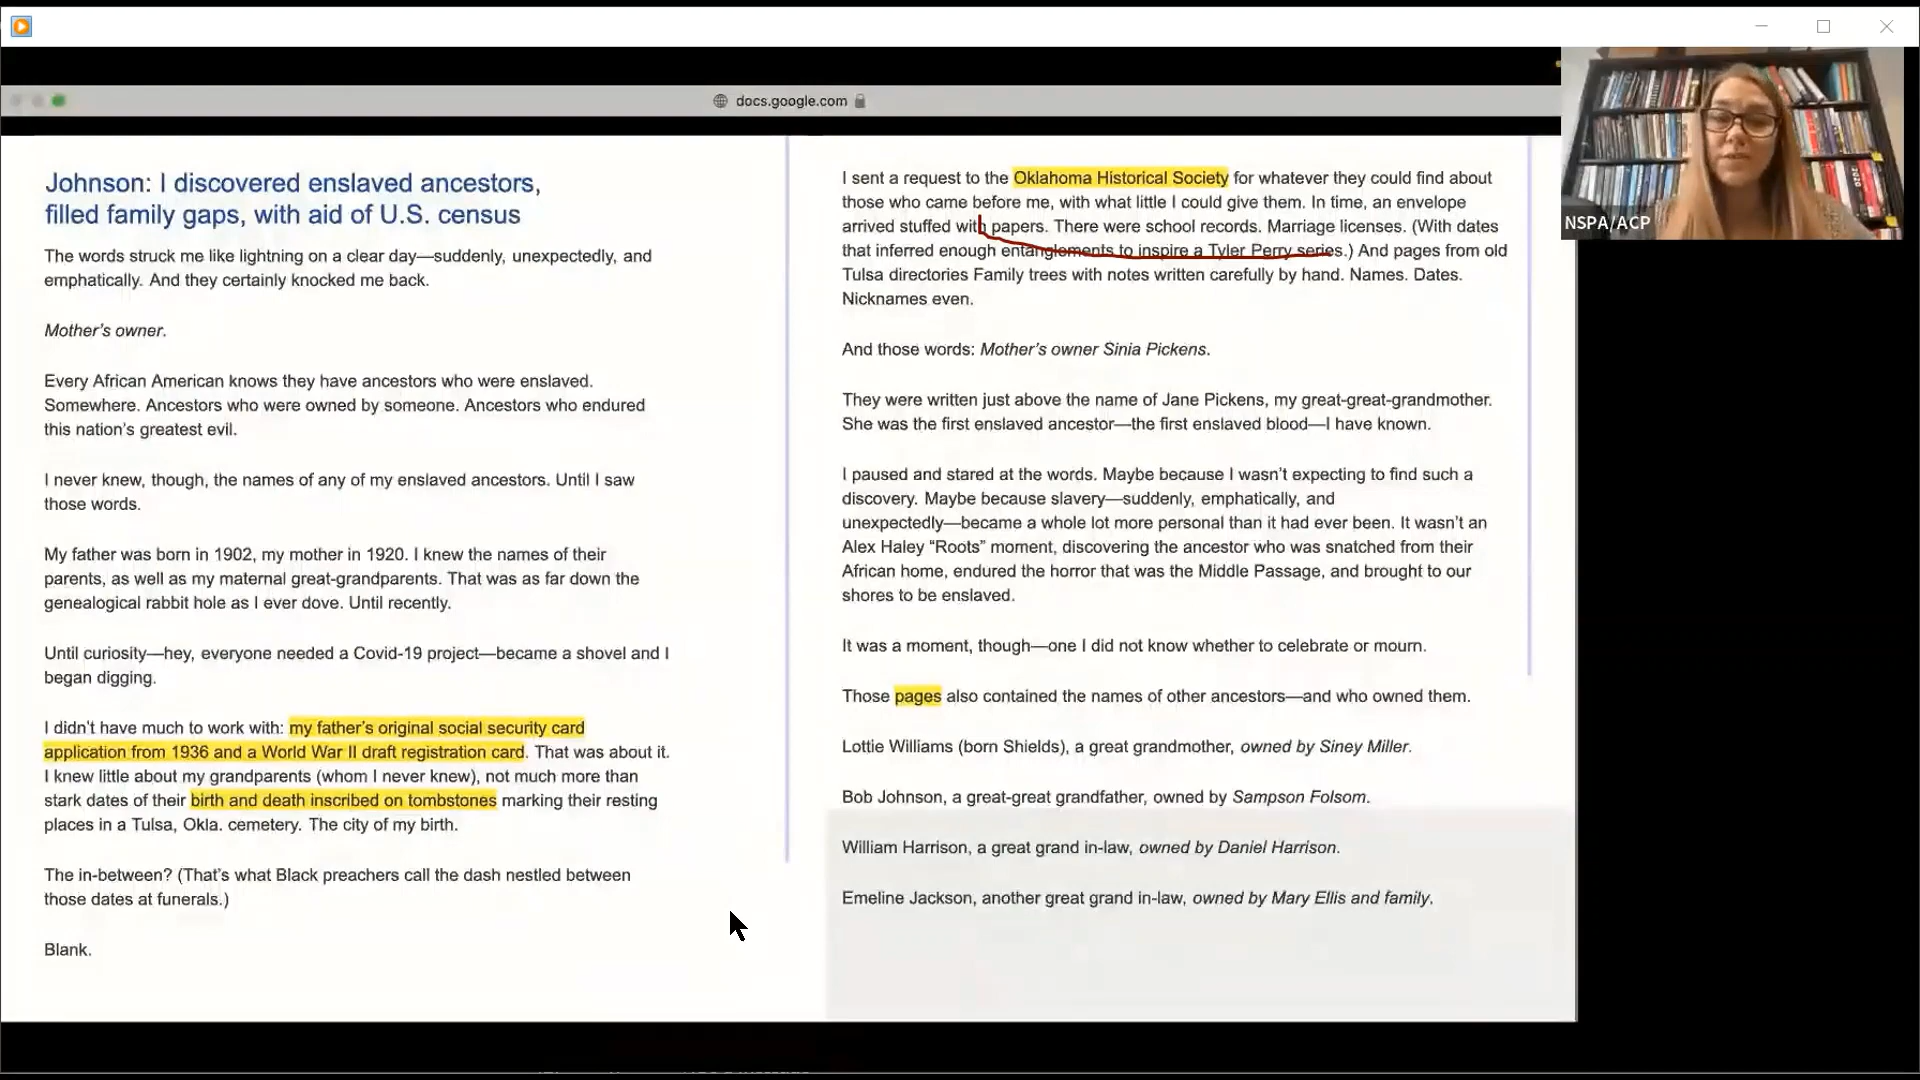 docs.google.com
NSPA/ACP
Johnson: I discovered enslaved ancestors,
filled family gaps, with aid of U.S. census
The words struck me like lightning on a clear day—suddenly, unexpectedly, and
emphatically. And they certainly knocked me back.
Mother's owner.
Every African American knows they have ancestors who were enslaved.
Somewhere. Ancestors who were owned by someone. Ancestors who endured
this nation's greatest evil.
I never knew, though, the names of any of my enslaved ancestors. Until I saw
those words.
My father was born in 1902, my mother in 1920. I knew the names of their
parents, as well as my maternal great-grandparents. That was as far down the
genealogical rabbit hole as I ever dove. Until recently.
Until curiosity—hey, everyone needed a Covid-19 project—became a shovel and I
began digging.
I didn't have much to work with: my father's original social security card
application from 1936 and a World War II draft registration card. That was about it.
I knew little about my grandparents (whom I never knew), not much more than
stark dates of their birth and death inscribed on tombstones marking their resting
places in a Tulsa, Okla. cemetery. The city of my birth.
The in-between? (That's what Black preachers call the dash nestled between
those dates at funerals.)
Blank.
I sent a request to the Oklahoma Historical Society for whatever they could find about
those who came before me, with what little I could give them. In time, an envelope
arrived stuffed with papers. There were school records. Marriage licenses. (With dates
that inferred enough entanglements to inspire a Tyler Perry series.) And pages from old
Tulsa directories Family trees with notes written carefully by hand. Names. Dates.
Nicknames even.
And those words: Mother's owner Sinia Pickens.
They were written just above the name of Jane Pickens, my great-great-grandmother.
She was the first enslaved ancestor—the first enslaved blood—I have known.
I paused and stared at the words. Maybe because I wasn't expecting to find such a
discovery. Maybe because slavery—suddenly, emphatically, and
unexpectedly—became a whole lot more personal than it had ever been. It wasn't an
Alex Haley “Roots” moment, discovering the ancestor who was snatched from their
African home, endured the horror that was the Middle Passage, and brought to our
shores to be enslaved.
It was a moment, though—one I did not know whether to celebrate or mourn.
Those pages also contained the names of other ancestors—and who owned them.
Lottie Williams (born Shields), a great grandmother, owned by Siney Miller.
Bob Johnson, a great-great grandfather, owned by Sampson Folsom.
William Harrison, a great grand in-law, owned by Daniel Harrison.
Emeline Jackson, another great grand in-law, owned by Mary Ellis and family.